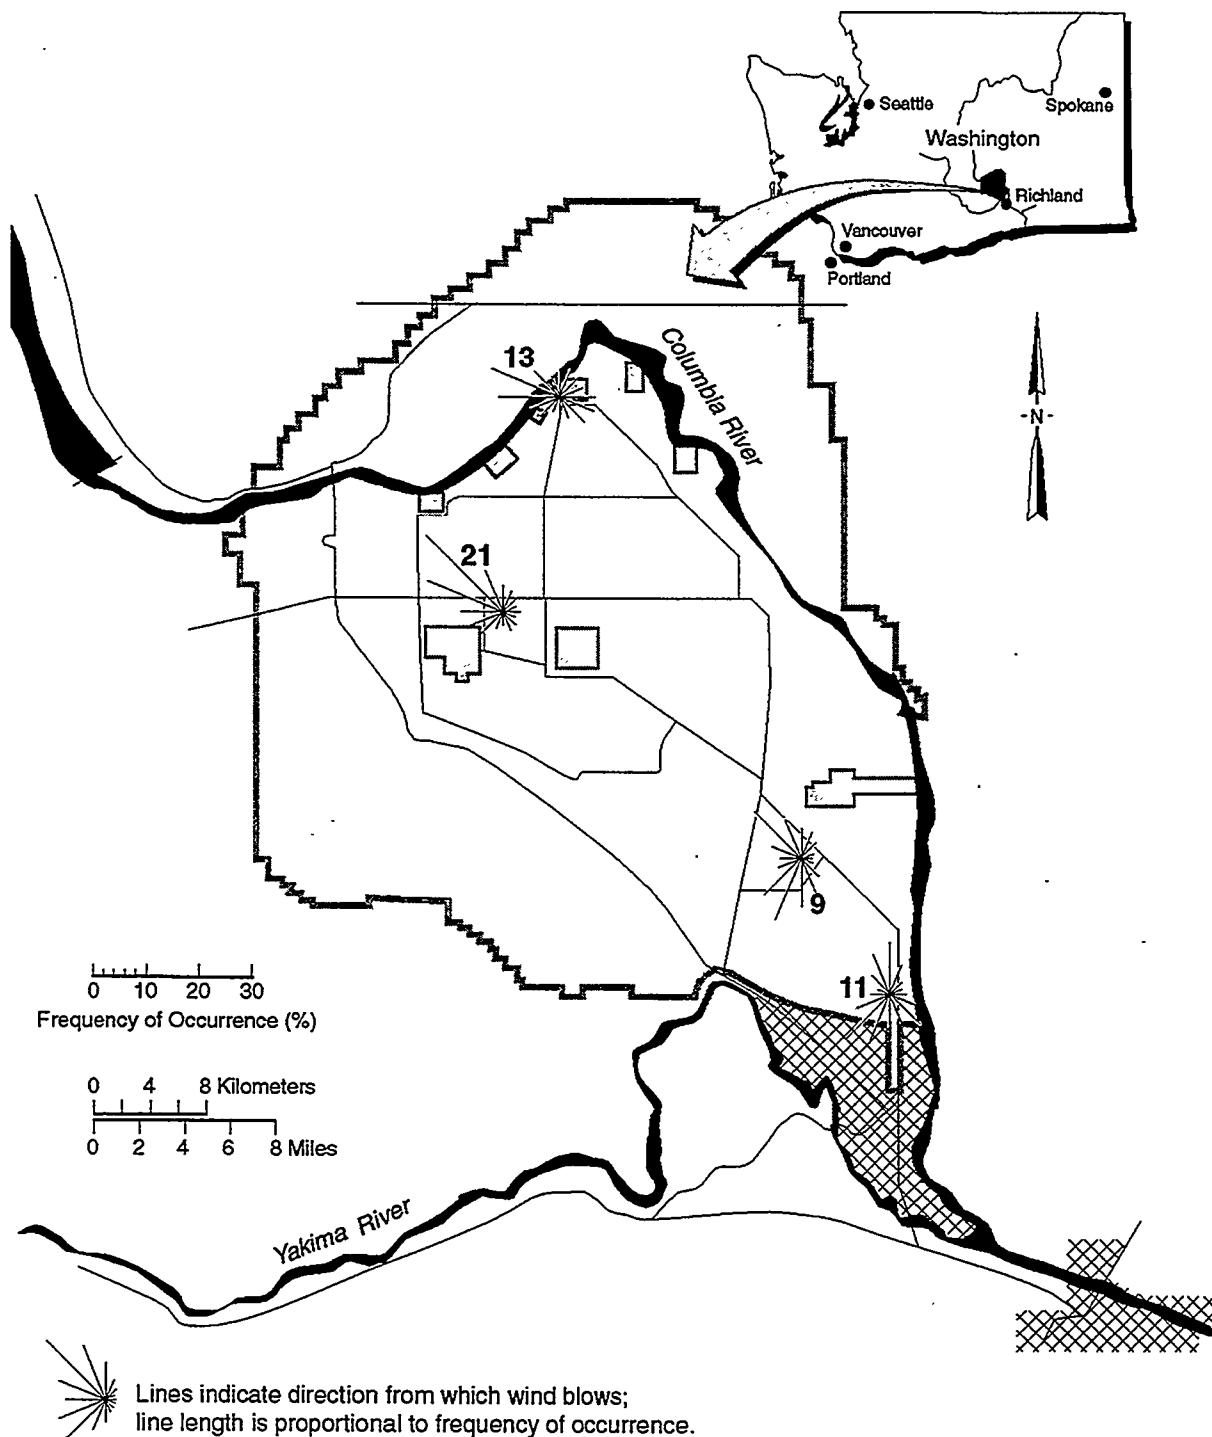 Seattle
Spokane
Washington
Richland
Vancouver
Portland
13
Columbia River
-N-
21
9
11
0 10 20 30
Frequency of Occurrence (%)
0 4 8 Kilometers
0 2 4 6 8 Miles
Yakima River
Lines indicate direction from which wind blows;
line length is proportional to frequency of occurrence.